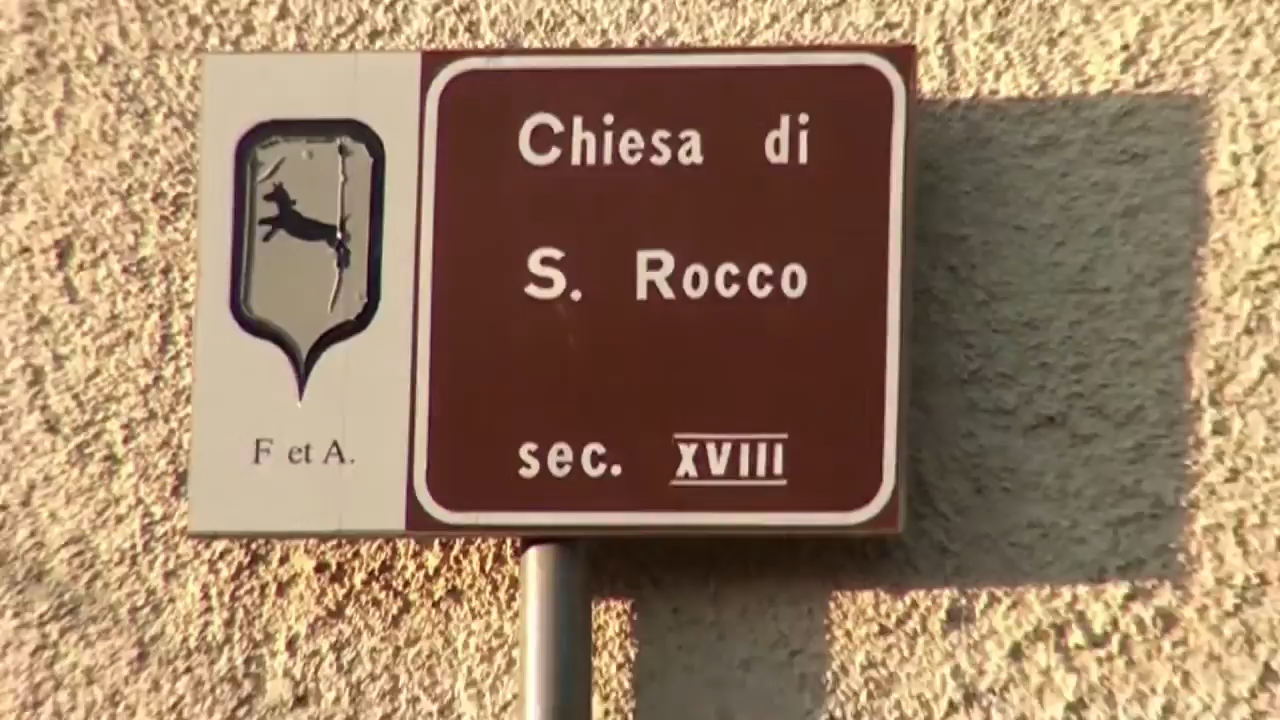 Chiesa di
S. Rocco
sec. XVIII
F et A.